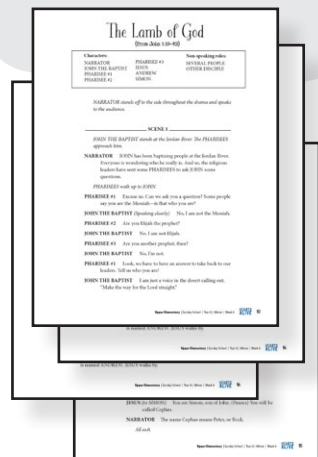 The Lamb of God
(from John 1:19-42)
Characters:
NARRATOR
JOHN THE BAPTIST
PHARISEE #1
PHARISEE #2
PHARISEE #3
JESUS
ANDREW
SIMON
Non-speaking roles:
SEVERAL PEOPLE
OTHER DISCIPLE
NARRATOR stands off to the side throughout the drama and speaks
to the audience.
SCENE 1
JOHN THE BAPTIST stands at the Jordan River. The PHARISEES
approach him.
NARRATOR JOHN has been baptizing people at the Jordan River.
Everyone is wondering who he really is. And so, the religious
leaders have sent some PHARISEES to ask JOHN some
questions.
PHARISEES walk up to JOHN.
PHARISEE #1 Excuse us. Can we ask you a question? Some people
say you are the Messiah—is that who you are?
JOHN THE BAPTIST (Speaking clearly) No, I am not the Messiah.
PHARISEE #2 Are you Elijah the prophet?
JOHN THE BAPTIST No, I am not Elijah.
PHARISEE #3 Are you another prophet, then?
JOHN THE BAPTIST No, I'm not.
PHARISEE #1 Look, we have to have an answer to take back to our
leaders. Tell us who you are?
JOHN THE BAPTIST I am just a voice in the desert calling out,
"Make the way for the Lord straight."
JESUS (to SIMON) You are Simon, son of John. (Pauses) You will be
called Cephas.
NARRATOR The name Cephas means Peter, or Rock.
All exit.